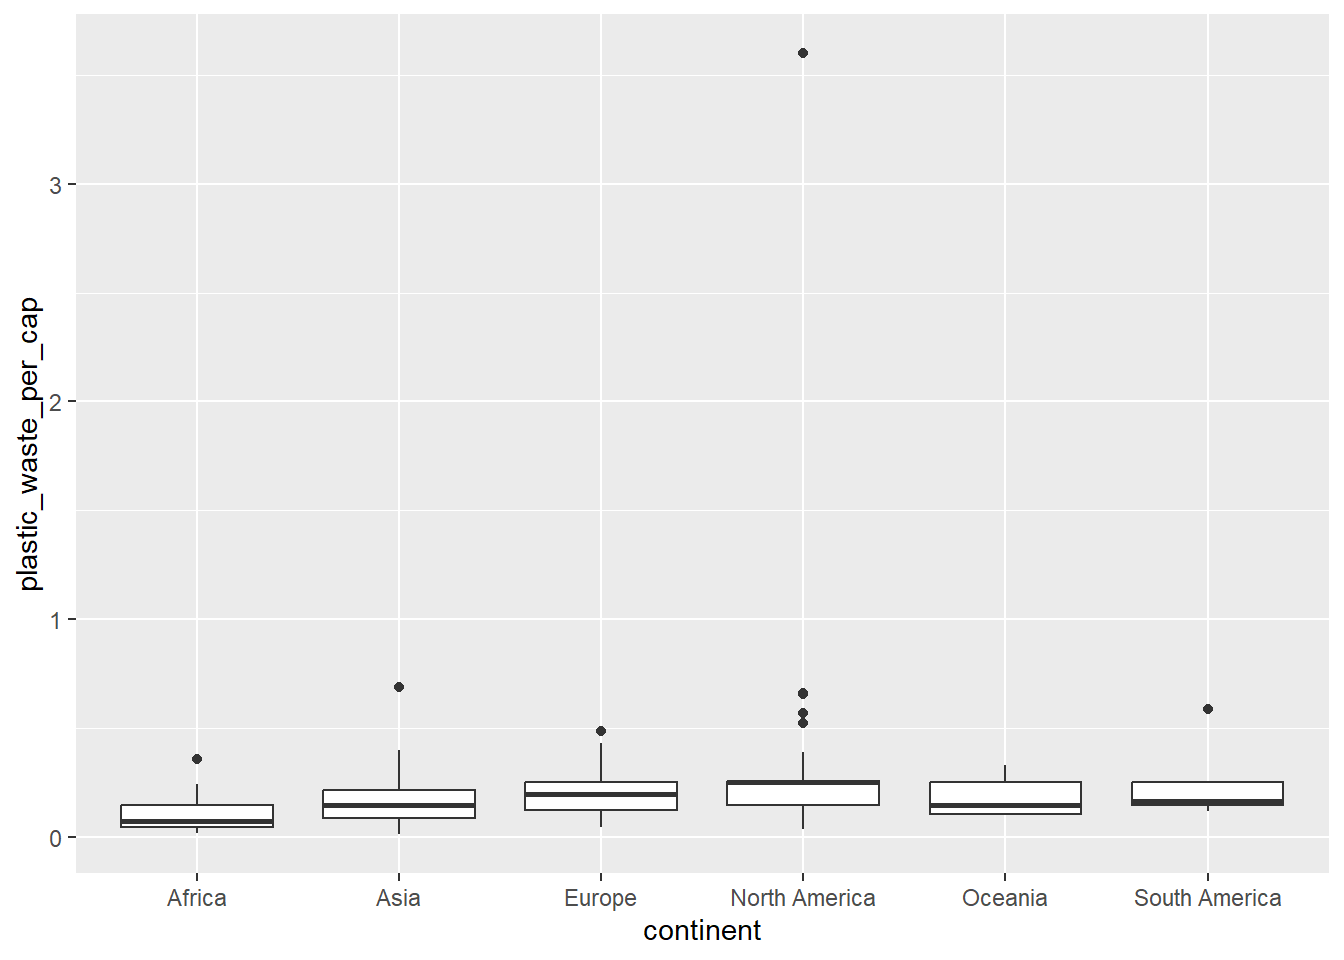 plastic_waste_per_cap
3
2
1
0
Africa
Asia
Europe
North America
Oceania
South America
continent